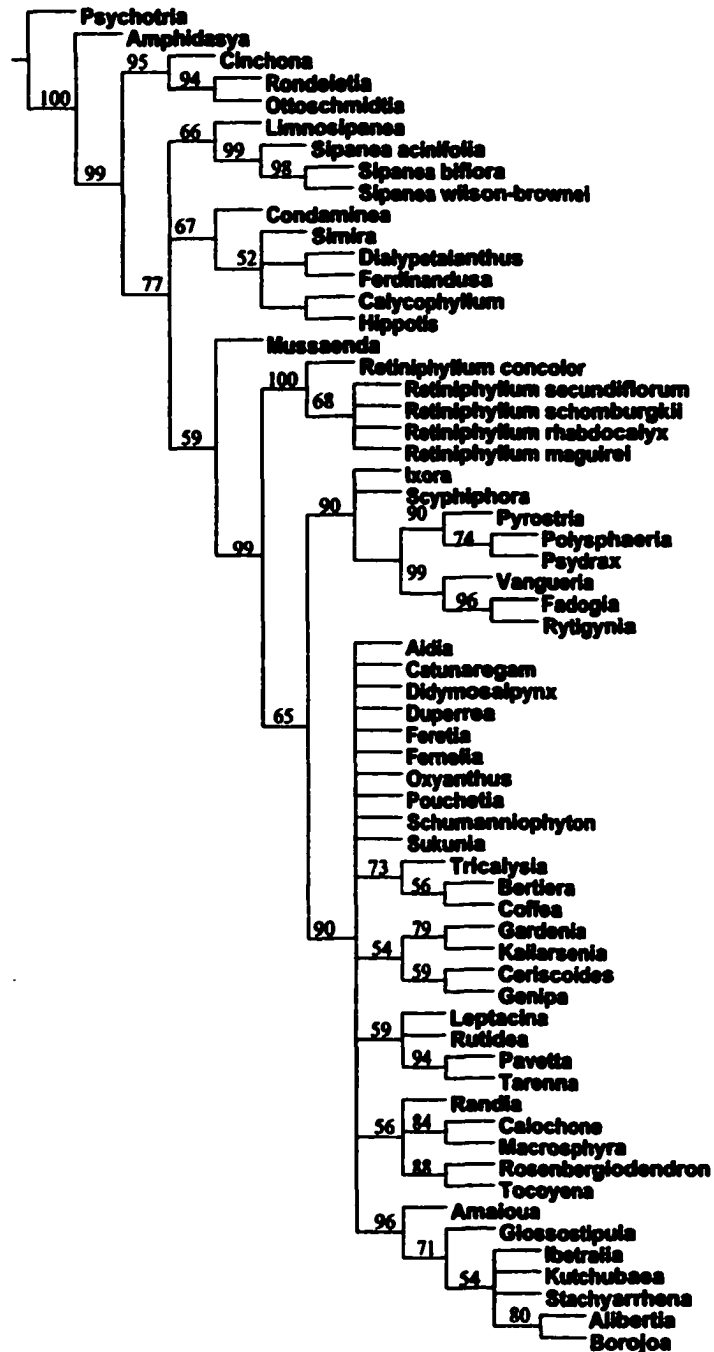 Psychotria
Amphidasya
95 Cinchona
94 Rondeletia
100 Ottoschmidtia
66 Limnosipanea
99 Sipanea acinifolia
98 Sipanea biflora
99 Sipanea wilson-brownei
67 Condaminea
Simira
52 Dialypetalanthus
77 Ferdinandusa
Calycophyllum
Hippotis
Mussaenda
100 Retiniphyllum concolor
68 Retiniphyllum secundiflorum
Retiniphyllum schomburgkii
59 Retiniphyllum rhabdocalyx
Retiniphyllum maguirei
Ixora
90 Scyphiphora
90 Pyrostria
74 Polysphaeria
99 Psydrax
99 Vangueria
96 Fadogia
Rytigynia
Aidia
Catunaregam
Didymosalpynx
65 Duperrea
Feretia
Fernelia
Oxyanthus
Pouchetia
Schumanniophyton
Sukunia
73 Tricalysia
56 Bertiera
Coffea
90 79 Gardenia
54 Kailarsenia
59 Ceriscoides
Genipa
Leptacina
59 Rutidea
94 Pavetta
Tarenna
Randia
56 84 Calochone
Macrosphyra
88 Rosenbergiodendron
Tocoyena
96 Amaioua
71 Glossostipula
Ibetralia
54 Kutchubaea
Stachyarrhena
80 Alibertia
Borojoa